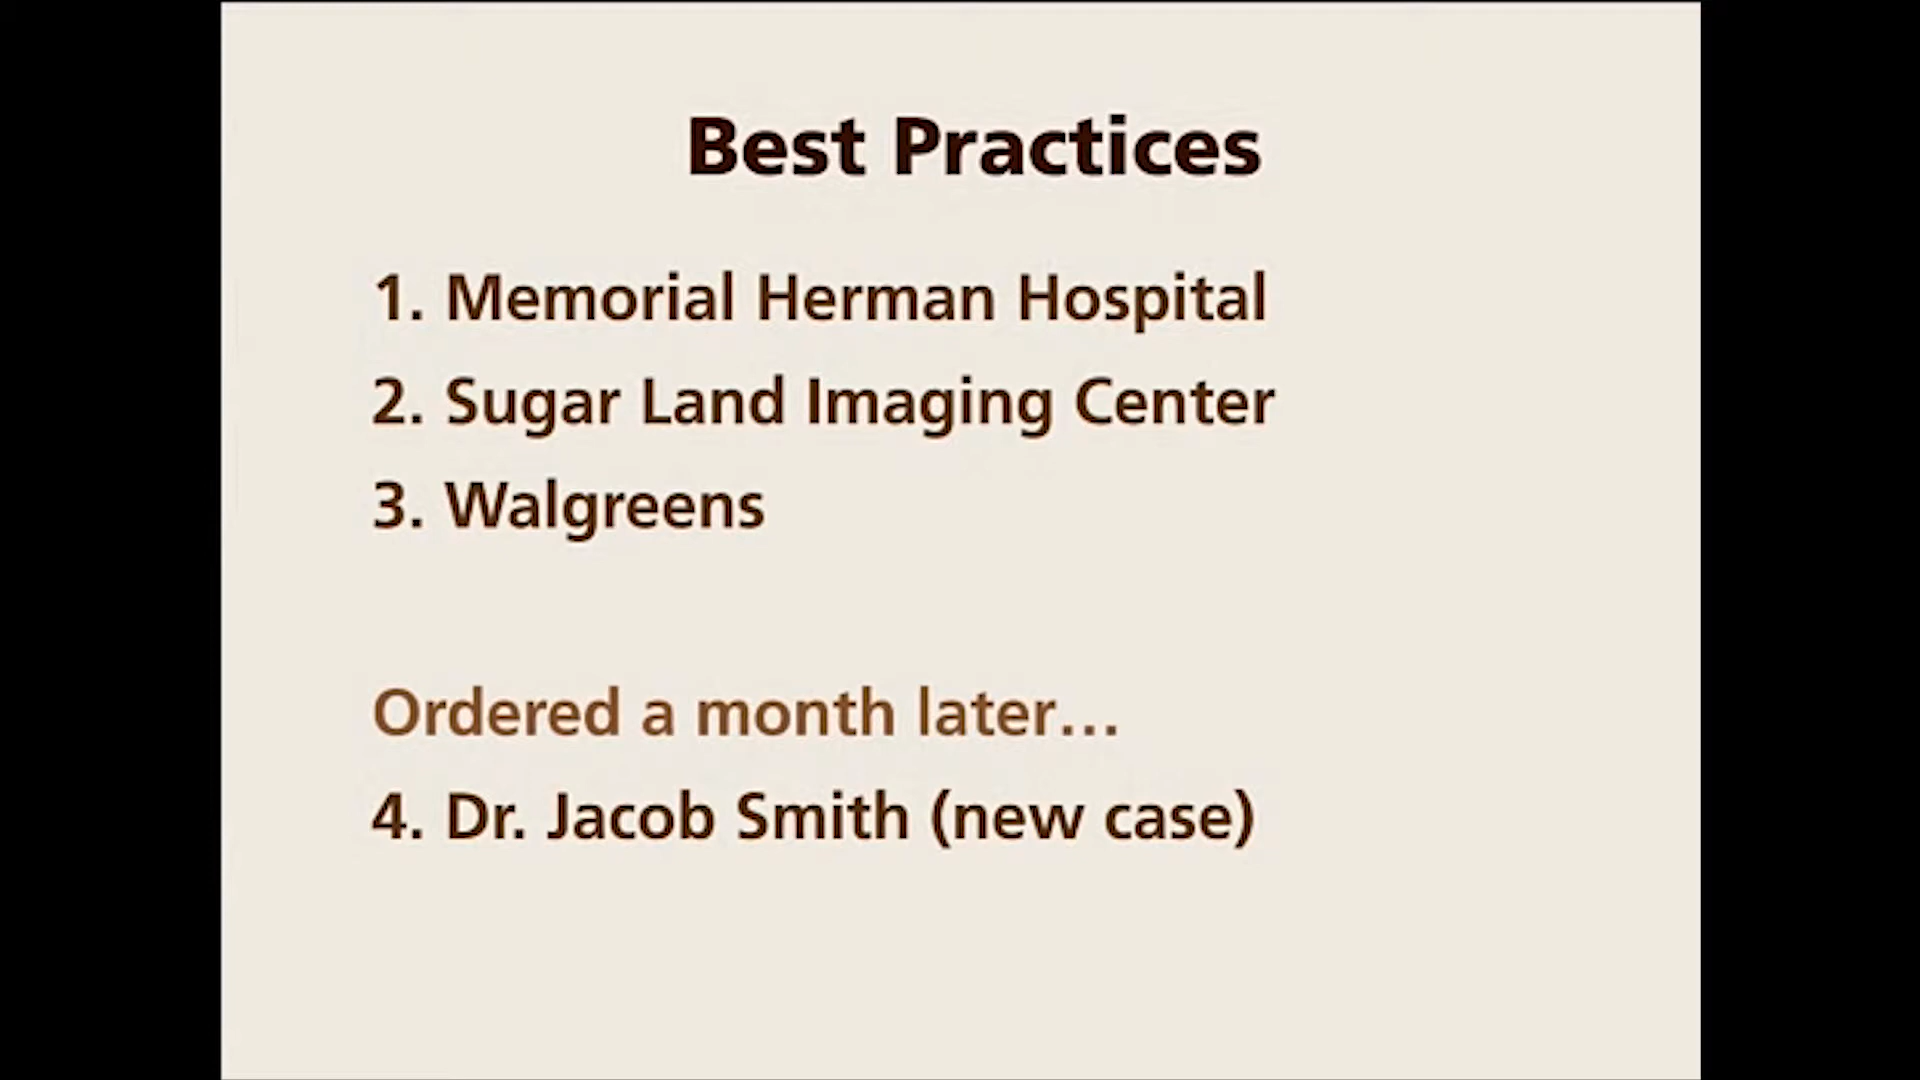 Best Practices
1. Memorial Herman Hospital
2. Sugar Land Imaging Center
3. Walgreens
Ordered a month later…
4. Dr. Jacob Smith (new case)